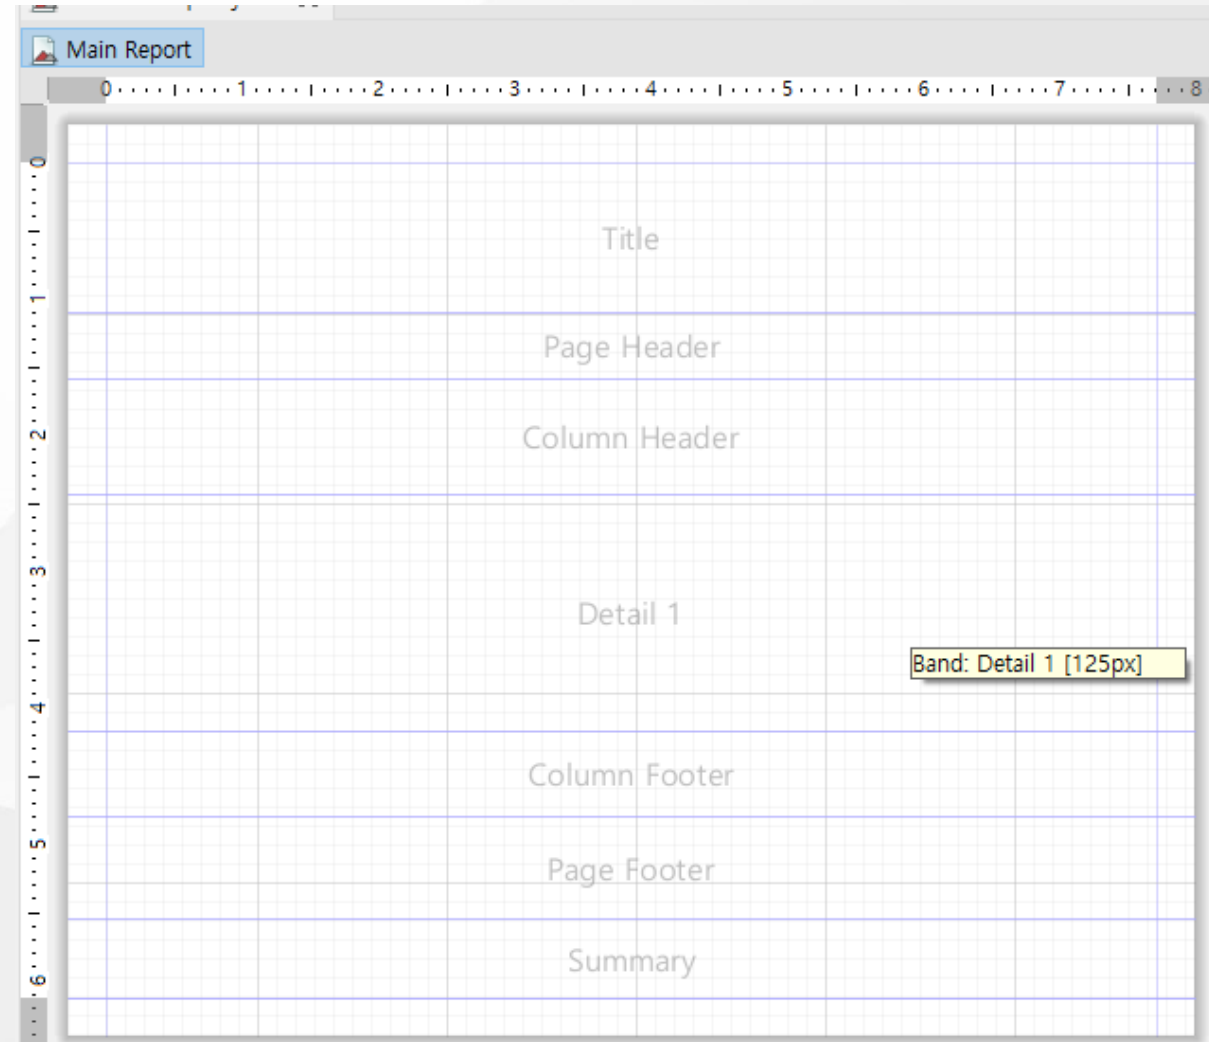 Main Report
0 1 2 3 4 5 6 7 8
0
Title
1
Page Header
2
Column Header
3
Detail 1
Band: Detail 1 [125px]
4
Column Footer
5
Page Footer
Summary
6